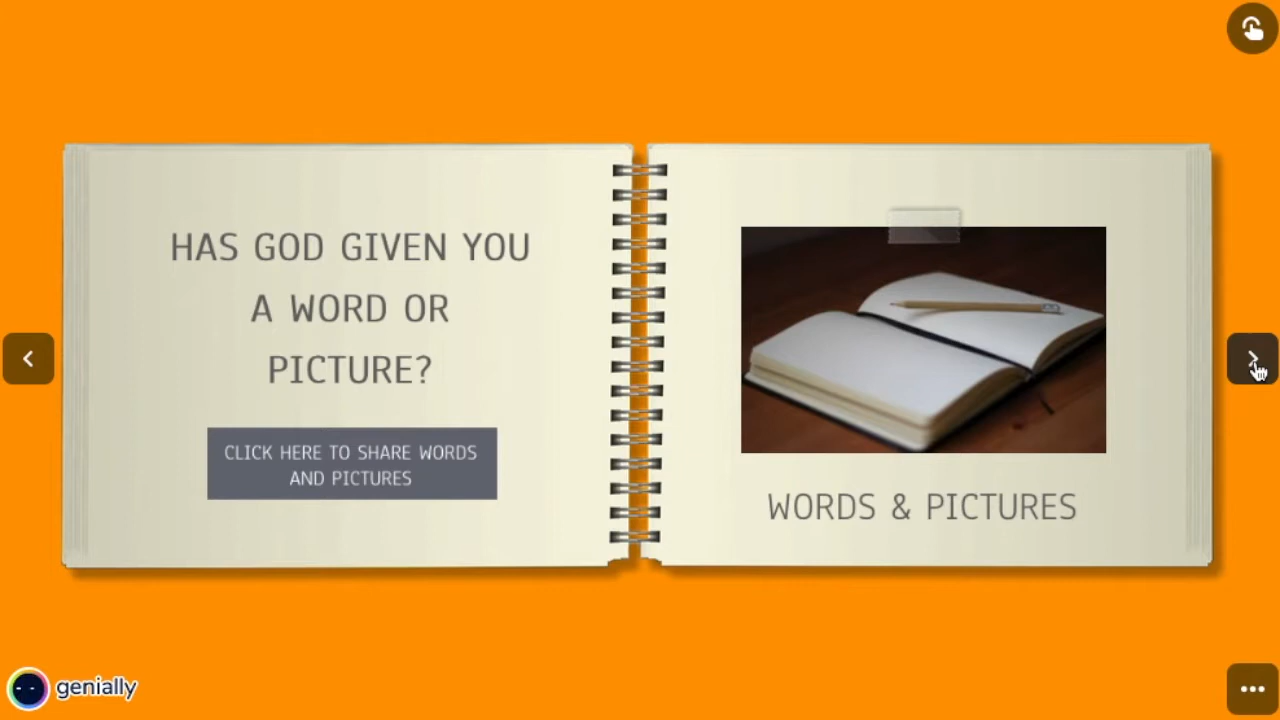 HAS GOD GIVEN YOU
A WORD OR
PICTURE?
CLICK HERE TO SHARE WORDS
AND PICTURES
WORDS & PICTURES
genially